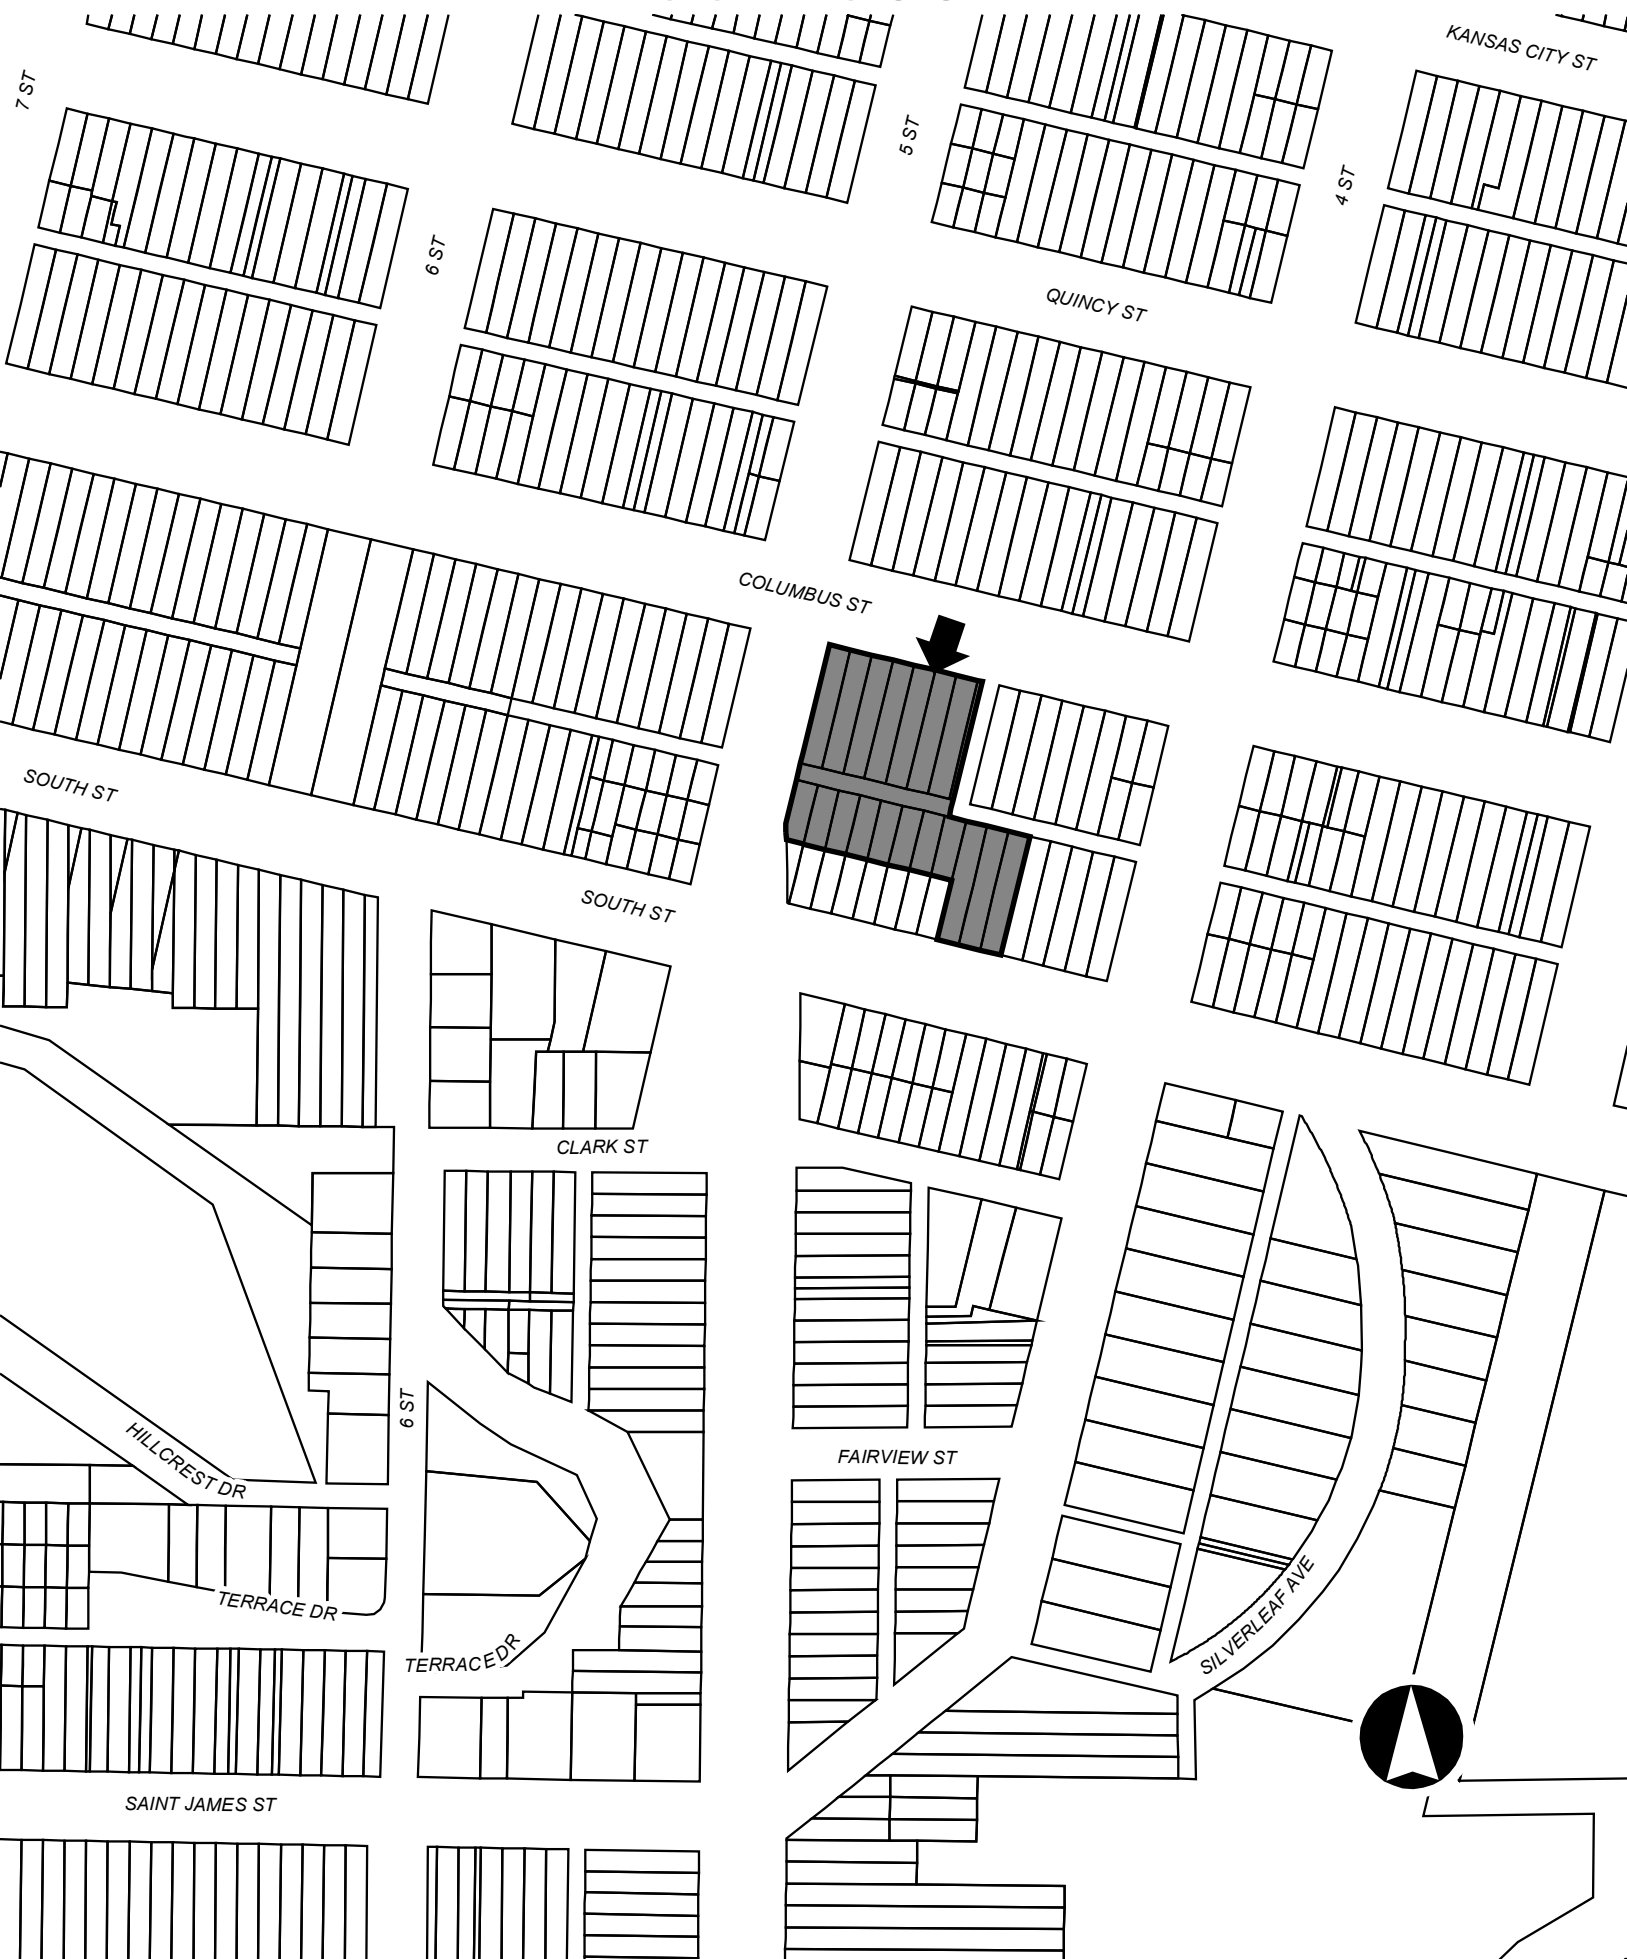 KANSAS CITY ST
7 ST
5 ST
4 ST
6 ST
QUINCY ST
COLUMBUS ST
SOUTH ST
SOUTH ST
CLARK ST
6 ST
HILLCREST DR
FAIRVIEW ST
TERRACE DR
SILVERLEAF AVE
TERRACE DR
SAINT JAMES ST